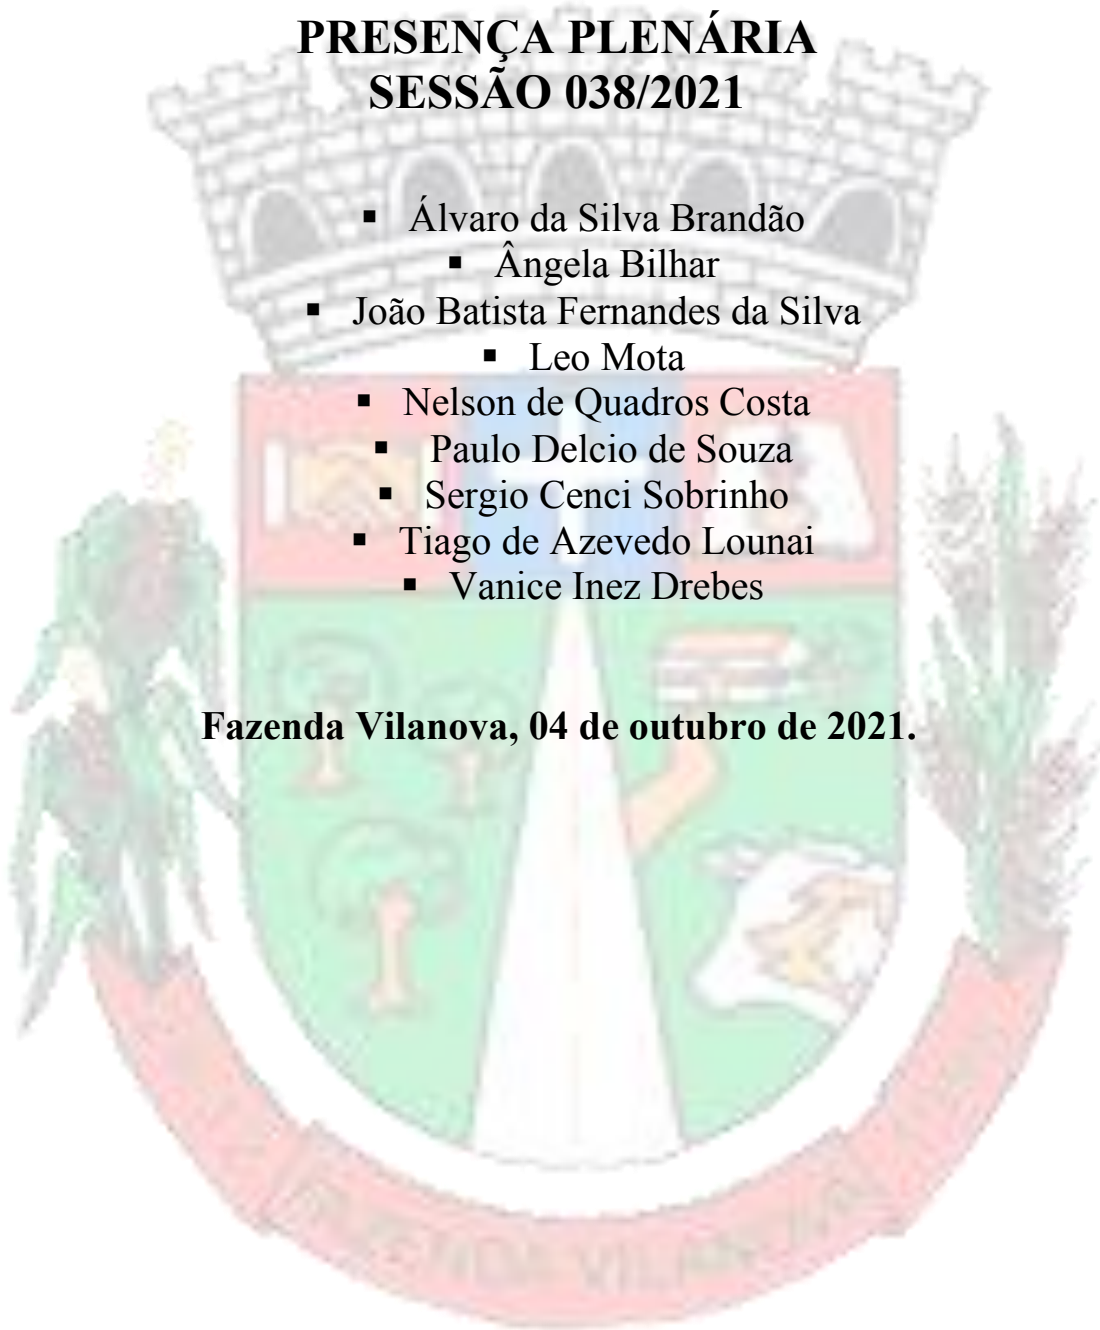 PRESENÇA PLENÁRIA
SESSÃO 038/2021
▪ Álvaro da Silva Brandão
▪ Ângela Bilhar
▪ João Batista Fernandes da Silva
▪ Leo Mota
▪ Nelson de Quadros Costa
▪ Paulo Delcio de Souza
▪ Sergio Cenci Sobrinho
▪ Tiago de Azevedo Lounai
▪ Vanice Inez Drebes
Fazenda Vilanova, 04 de outubro de 2021.
FAZENDA VILANOVA